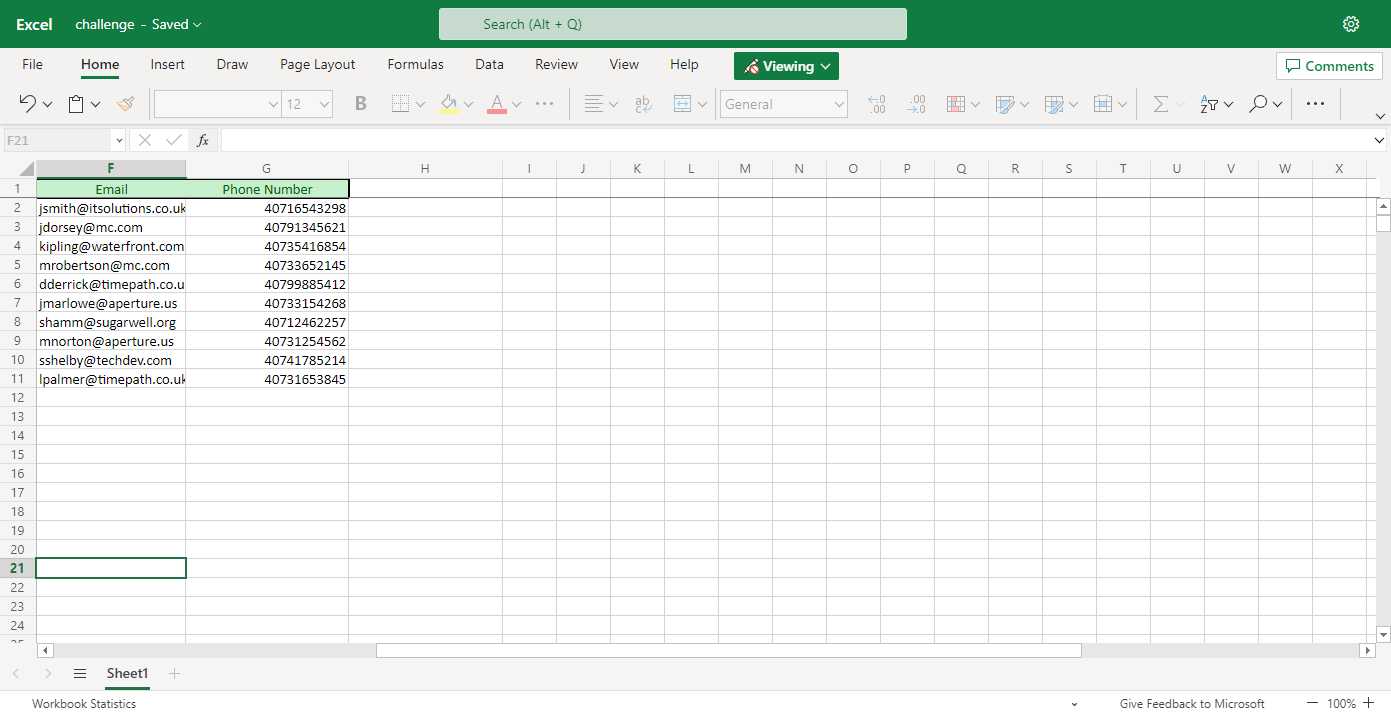 Excel challenge - Saved Search (Alt + Q)
File Home Insert Draw Page Layout Formulas Data Review View Help Viewing Comments
12 B A ab General .00 .00
F21 fx
F G H I J K L M N O P Q R S T U V W X
1 Email Phone Number
2 jsmith@itsolutions.co.uk 40716543298
3 jdorsey@mc.com 40791345621
4 kipling@waterfront.com 40735416854
5 mrobertson@mc.com 40733652145
6 dderrick@timepath.co.u 40799885412
7 jmarlowe@aperture.us 40733154268
8 shamm@sugarwell.org 40712462257
9 mnorton@aperture.us 40731254562
10 sshelby@techdev.com 40741785214
11 lpalmer@timepath.co.uk 40731653845
12
13
14
15
16
17
18
19
20
21
22
23
24
Sheet1
Workbook Statistics Give Feedback to Microsoft 100%